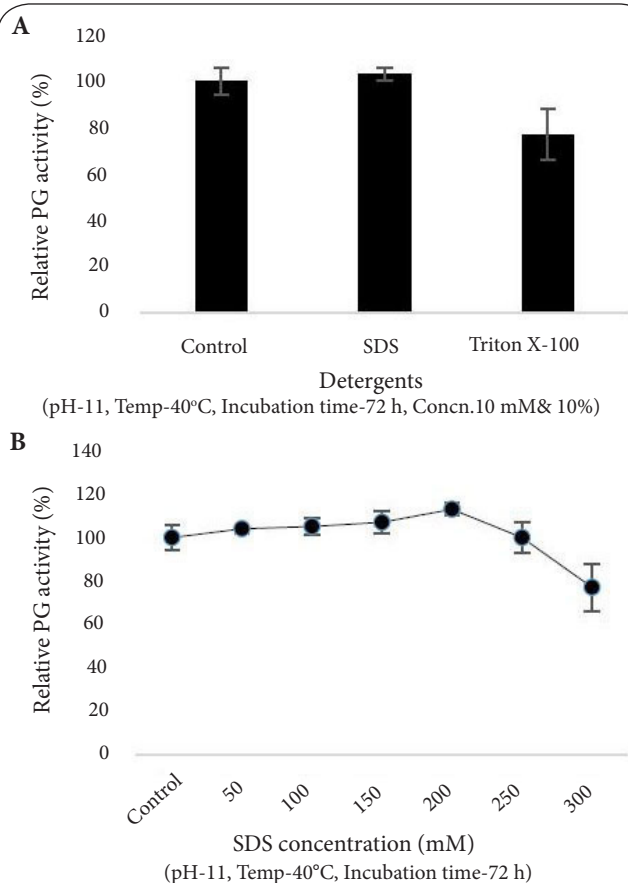 A
120
100
80
60
40
20
0
Relative PG activity (%)
Control SDS Triton X-100
Detergents
(pH-11, Temp-40°C, Incubation time-72 h, Concn.10 mM& 10%)
B
140
120
100
80
60
40
20
0
Relative PG activity (%)
Control 50 100 150 200 250 300
SDS concentration (mM)
(pH-11, Temp-40°C, Incubation time-72 h)